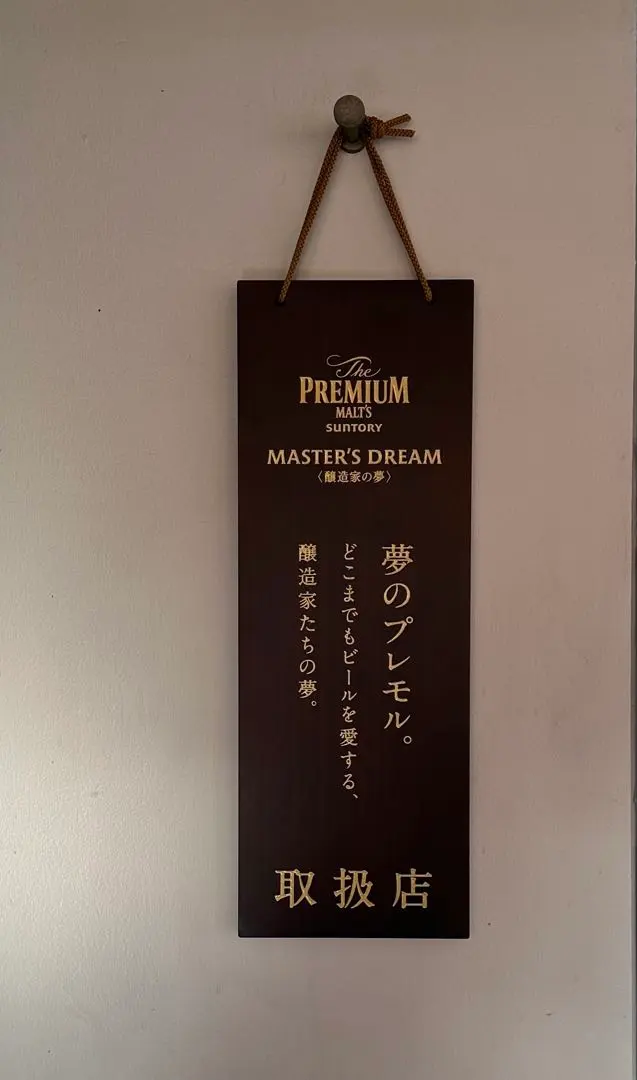 The
PREMIUM
MALT'S
SUNTORY
MASTER'S DREAM
〈醸造家の夢〉
夢のプレモル。
どこまでもビールを愛する、
醸造家たちの夢。
取扱店